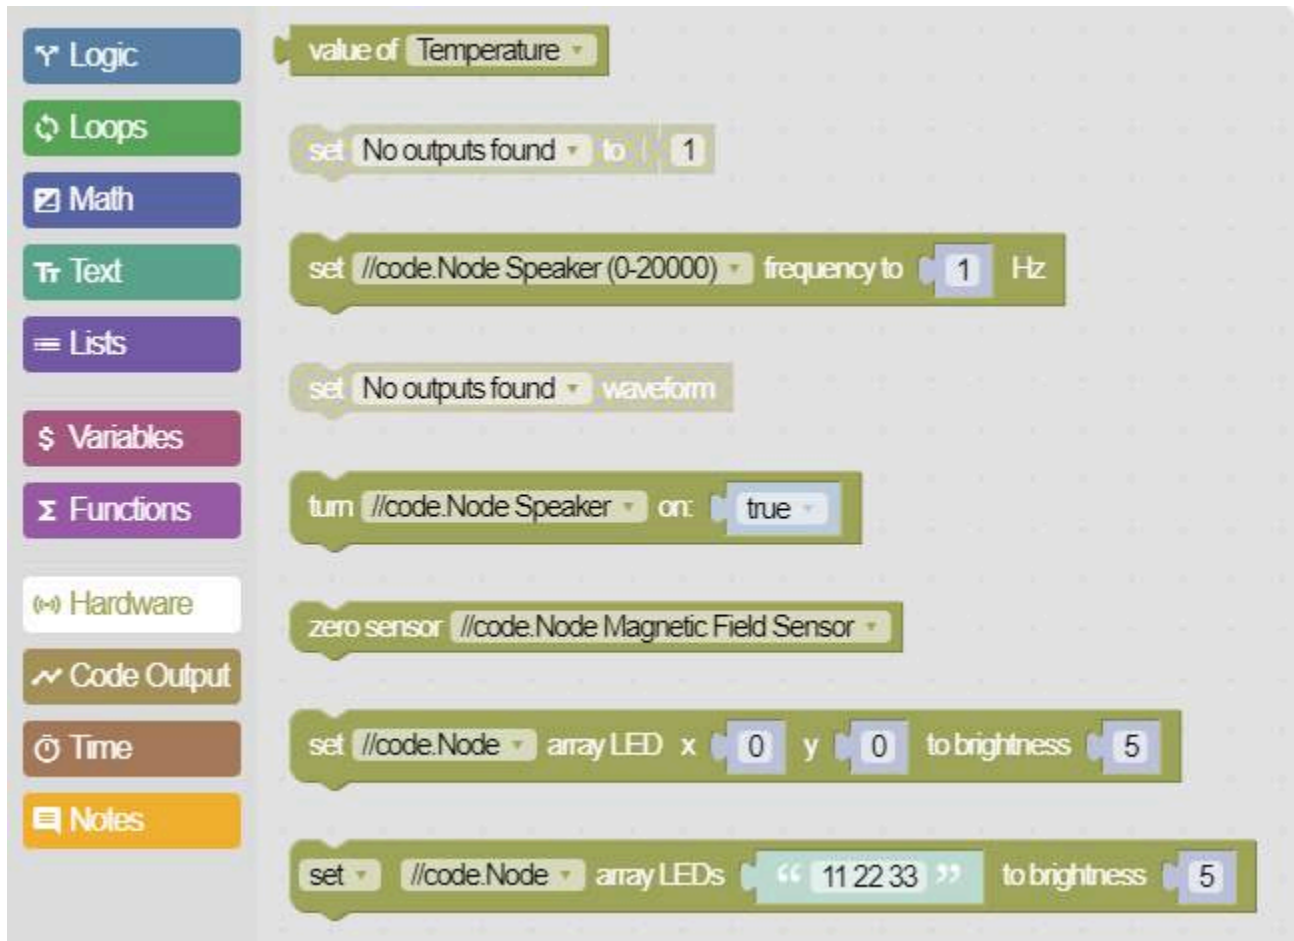 Logic
Loops
Math
Tr Text
Lists
$ Variables
Σ Functions
Hardware
Code Output
Time
Notes
value of Temperature
set No outputs found to 1
set //code.Node Speaker (0-20000) frequency to 1 Hz
set No outputs found waveform
turn //code.Node Speaker on: true
zero sensor //code.Node Magnetic Field Sensor
set //code.Node array LED x 0 y 0 to brightness 5
set //code.Node array LEDs “ 11 22 33 ” to brightness 5